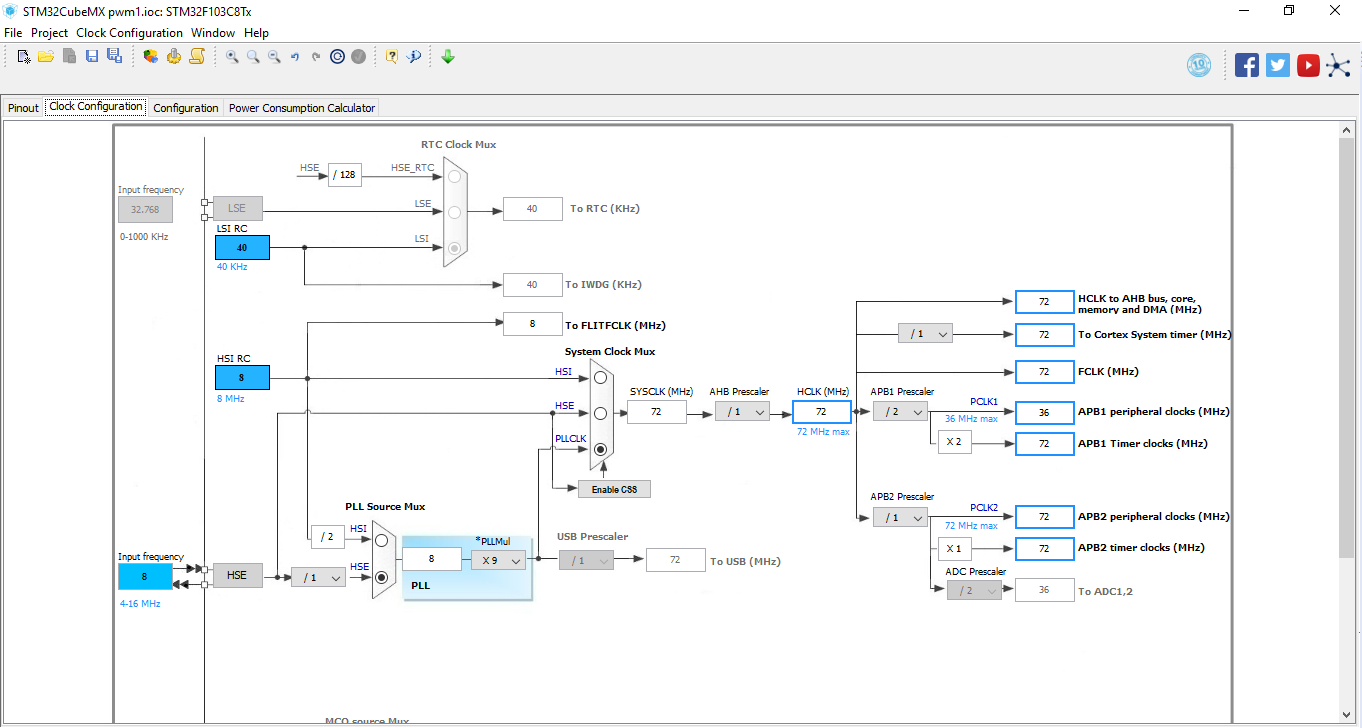 STM32CubeMX pwm1.ioc: STM32F103C8Tx
File Project Clock Configuration Window Help
19
Pinout Clock Configuration Configuration Power Consumption Calculator
RTC Clock Mux
HSE / 128 HSE_RTC
Input frequency
32.768
0-1000 KHz
LSE
LSE
40 To RTC (KHz)
LSI RC
40
40 KHz
LSI
40 To IWDG (KHz)
8 To FLITFCLK (MHz)
HSI RC
8
8 MHz
System Clock Mux
HSI
HSE
PLLCLK
Enable CSS
SYSCLK (MHz)
72
AHB Prescaler
/ 1
HCLK (MHz)
72
72 MHz max
72 HCLK to AHB bus, core,
memory and DMA (MHz)
/ 1 72 To Cortex System timer (MHz)
72 FCLK (MHz)
APB1 Prescaler
/ 2
PCLK1
36 MHz max
36 APB1 peripheral clocks (MHz)
X 2 72 APB1 Timer clocks (MHz)
APB2 Prescaler
/ 1
PCLK2
72 MHz max
72 APB2 peripheral clocks (MHz)
X 1 72 APB2 timer clocks (MHz)
ADC Prescaler
/ 2 36 To ADC1,2
PLL Source Mux
/ 2 HSI
HSE
Input frequency
8
4-16 MHz
HSE
/ 1
8
*PLLMul
X 9
PLL
USB Prescaler
/ 1 72 To USB (MHz)
MCO source Mux